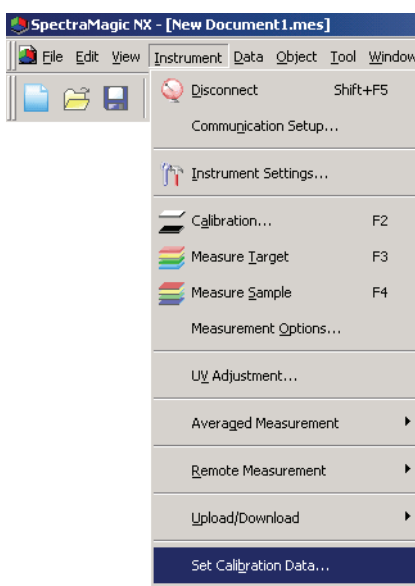 SpectraMagic NX - [New Document1.mes]
File Edit View Instrument Data Object Tool Window
Disconnect Shift+F5
Communication Setup...
Instrument Settings...
Calibration... F2
Measure Target F3
Measure Sample F4
Measurement Options...
UV Adjustment...
Averaged Measurement
Remote Measurement
Upload/Download
Set Calibration Data...